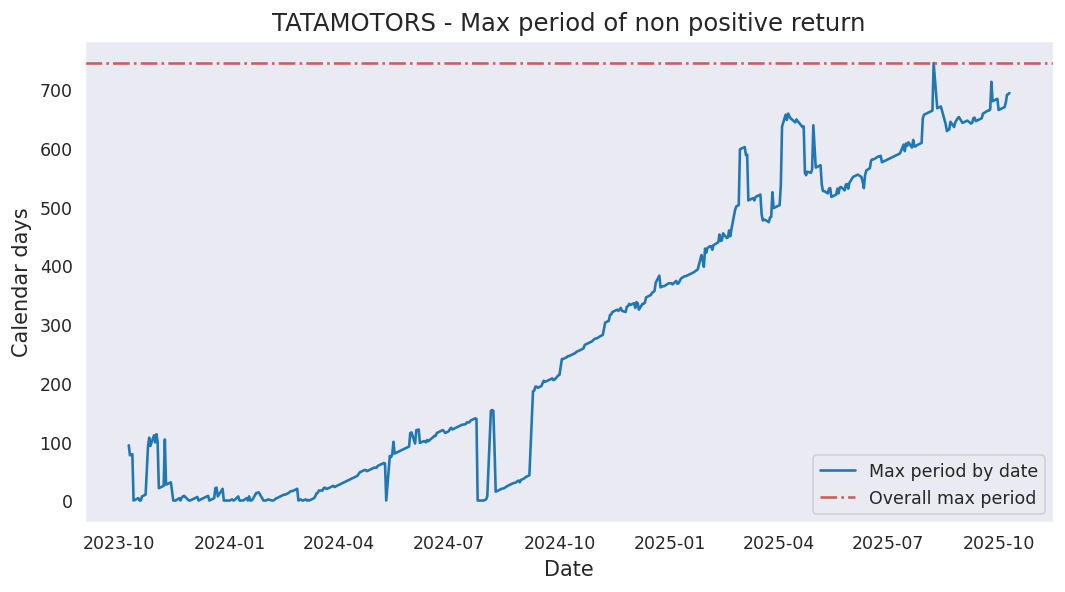 TATAMOTORS - Max period of non positive return
Calendar days
700
600
500
400
300
200
100
0
Max period by date
Overall max period
2023-10 2024-01 2024-04 2024-07 2024-10 2025-01 2025-04 2025-07 2025-10
Date